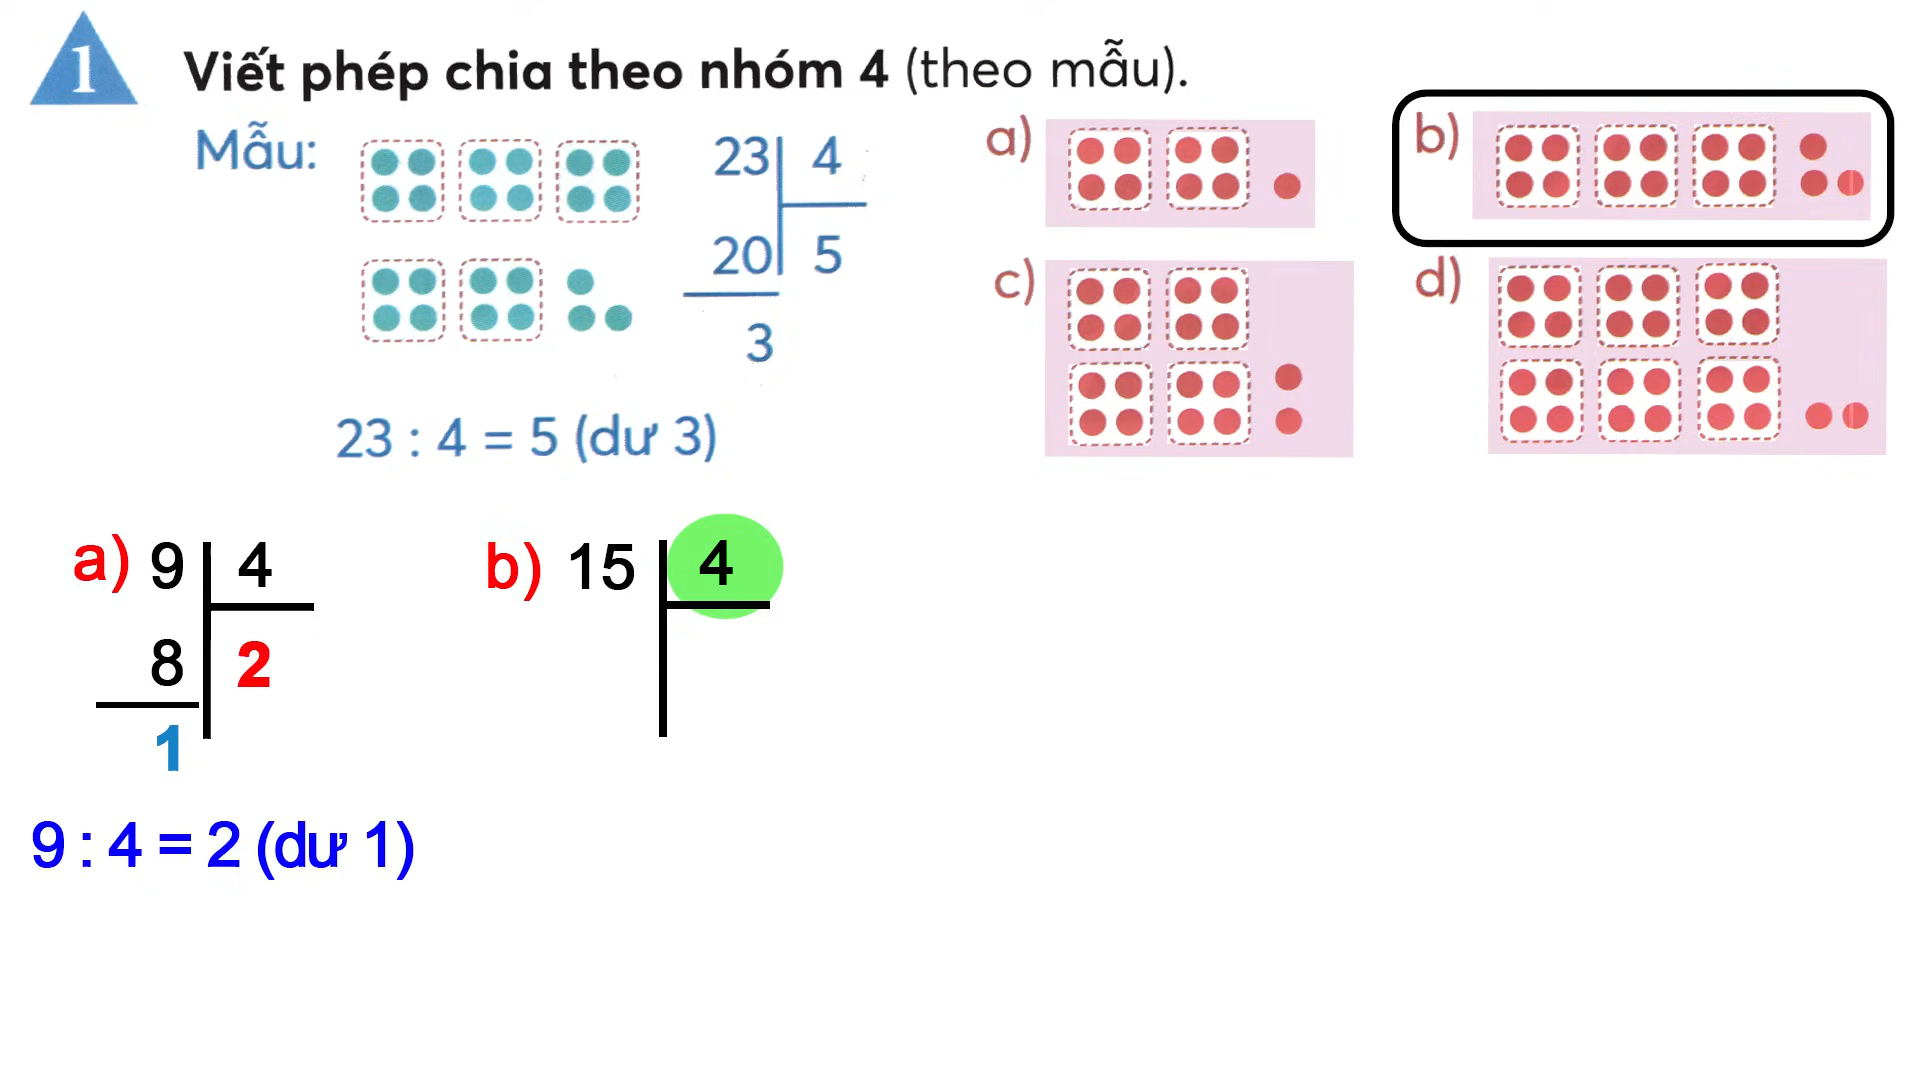 1 Viết phép chia theo nhóm 4 (theo mẫu).
Mẫu:
23 4
20 5
3
23 : 4 = 5 (dư 3)
a)
b)
c)
d)
a) 9 4
8 2
1
9 : 4 = 2 (dư 1)
b) 15 4